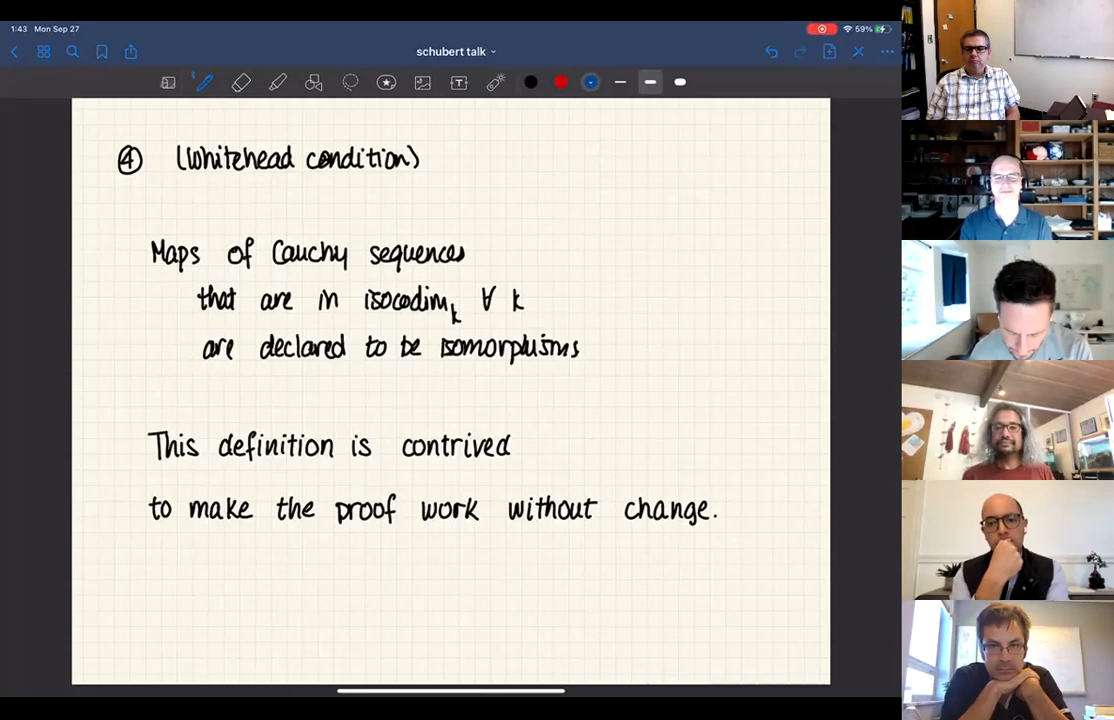 1:43 Mon Sep 27
59%
schubert talk
④ (Whitehead condition)
Maps of Cauchy sequences
that are in isocodimₖ ∀ k
are declared to be isomorphisms
This definition is contrived
to make the proof work without change.